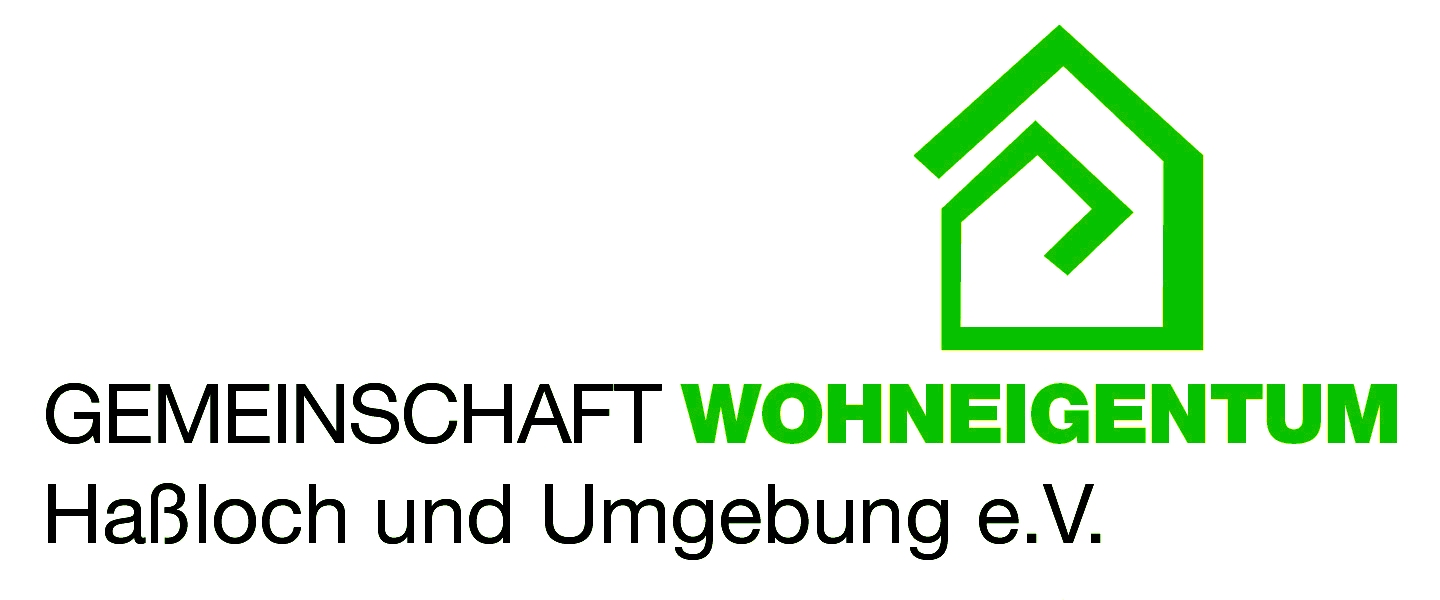 GEMEINSCHAFT WOHNEIGENTUM
Haßloch und Umgebung e.V.